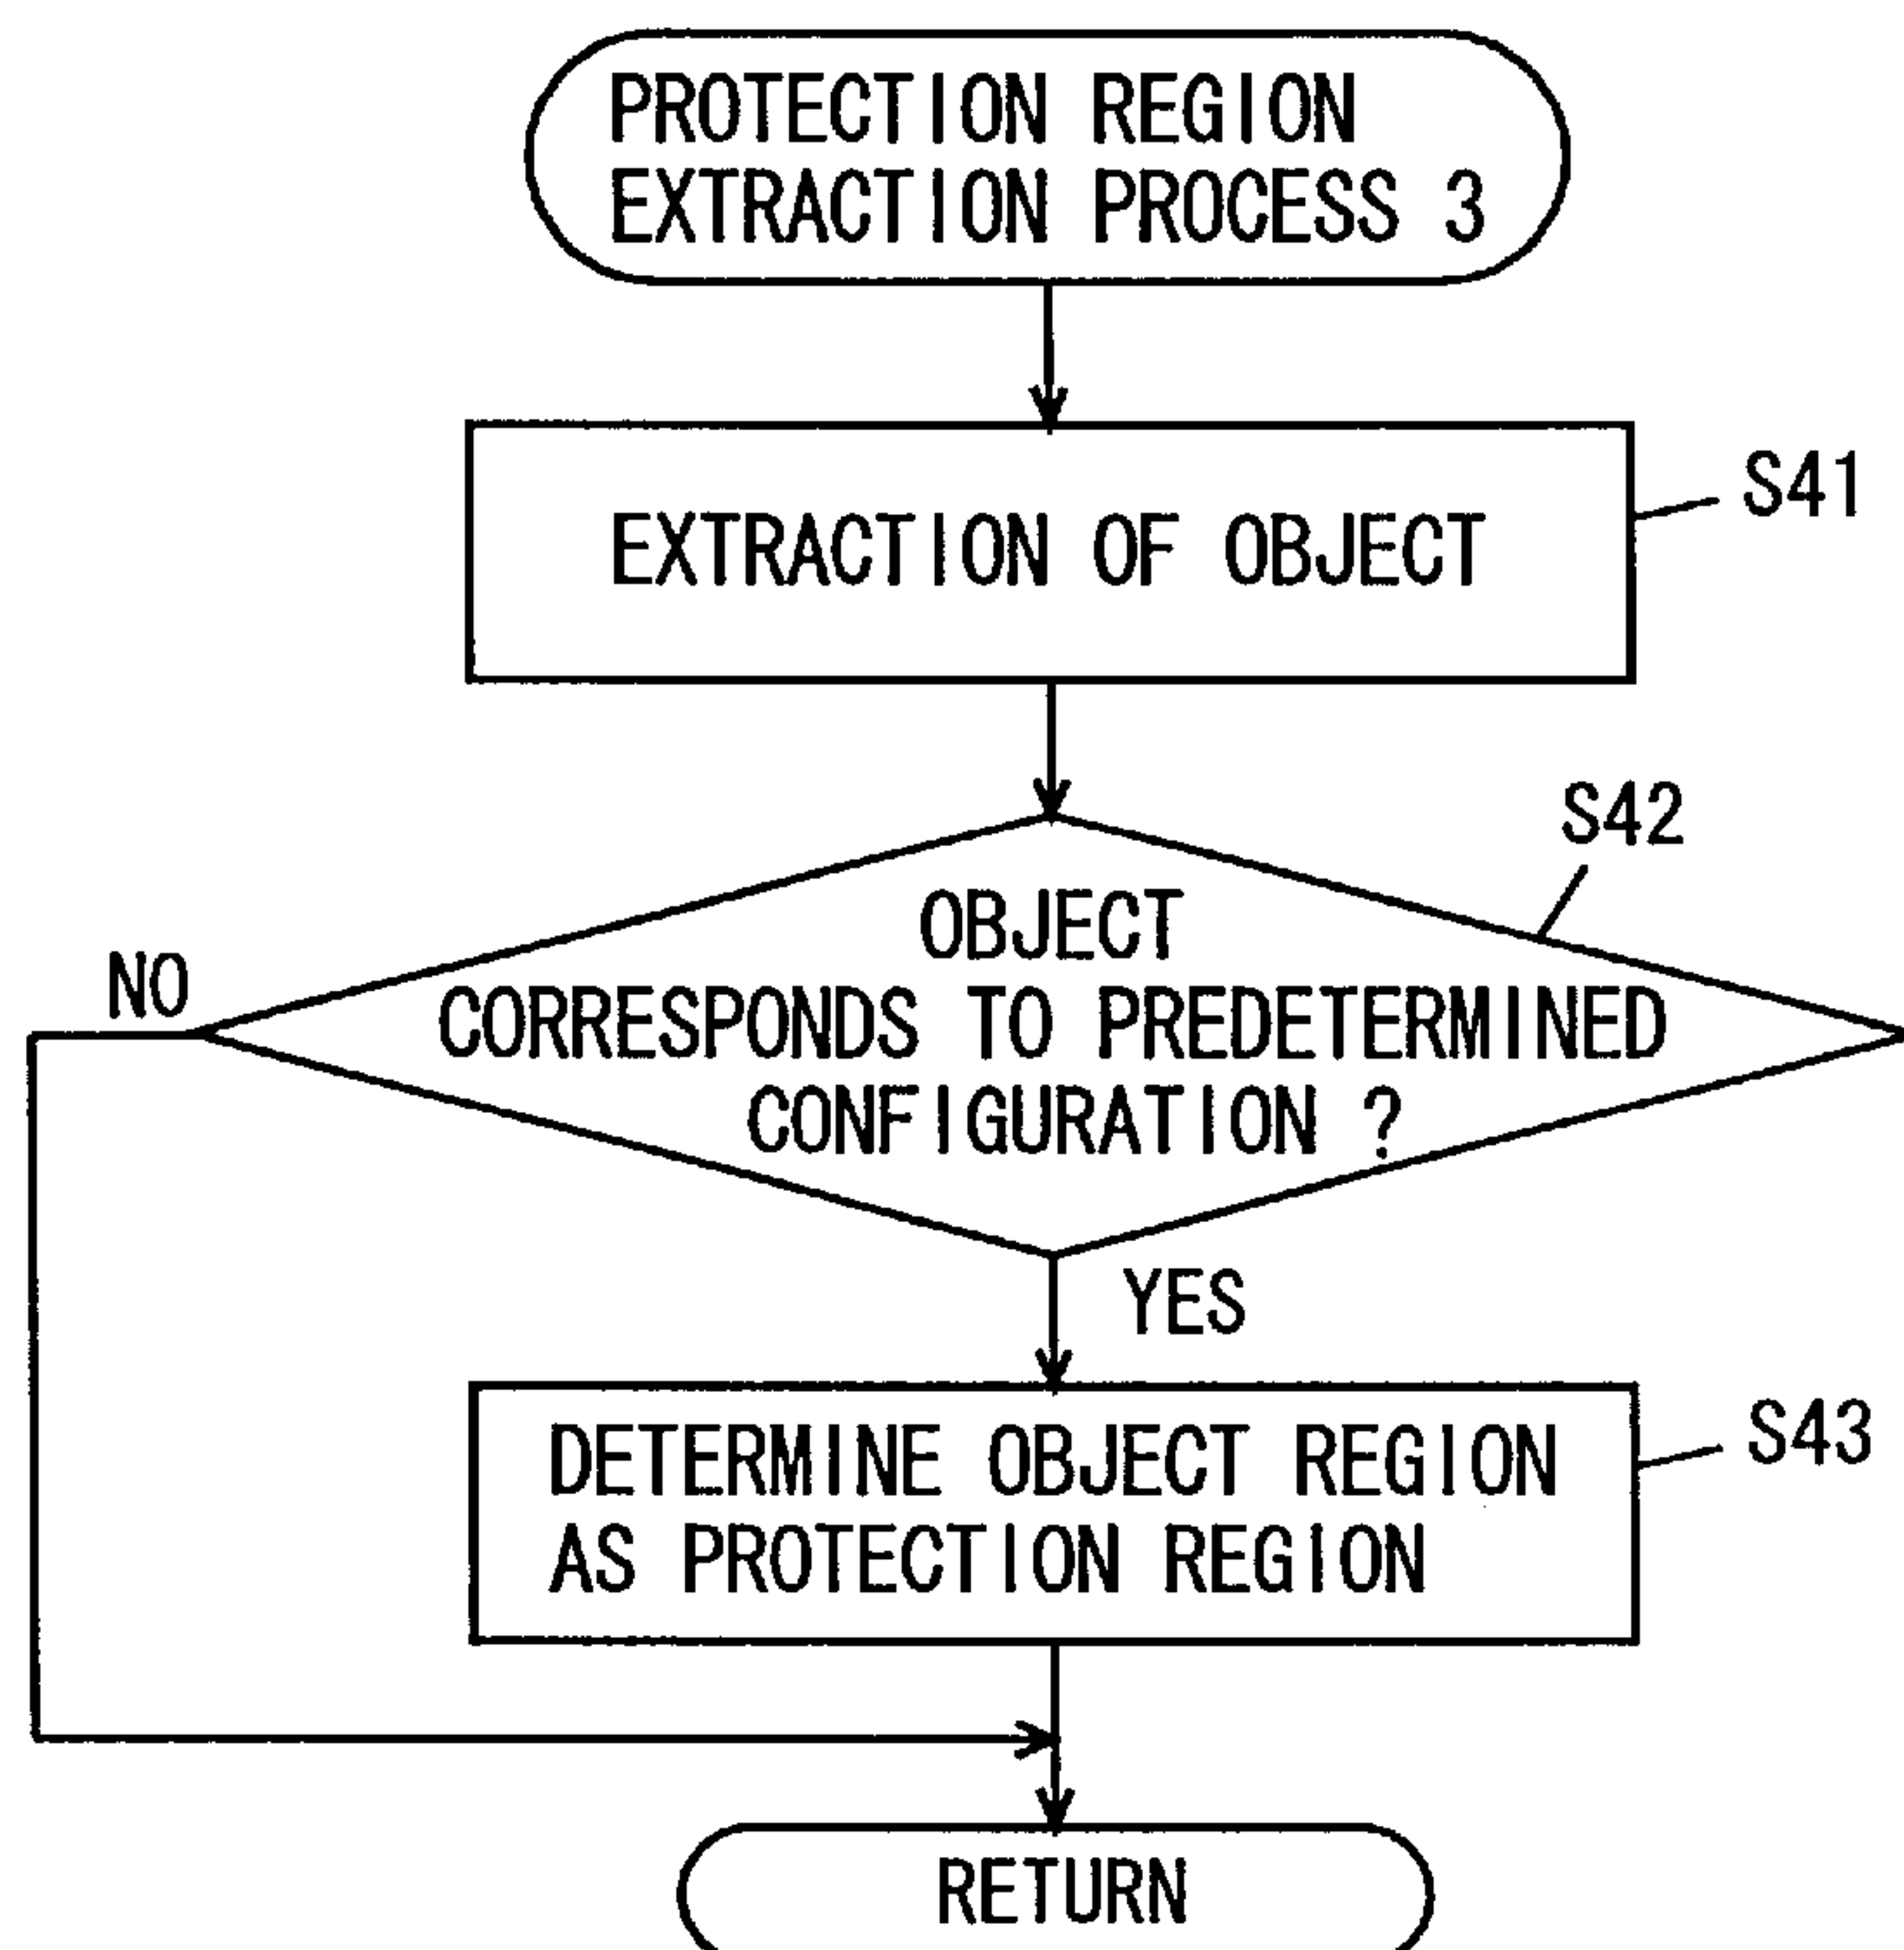 PROTECTION REGION
EXTRACTION PROCESS 3
EXTRACTION OF OBJECT
S41
S42
OBJECT
CORRESPONDS TO PREDETERMINED
CONFIGURATION ?
NO
YES
DETERMINE OBJECT REGION
AS PROTECTION REGION
S43
RETURN